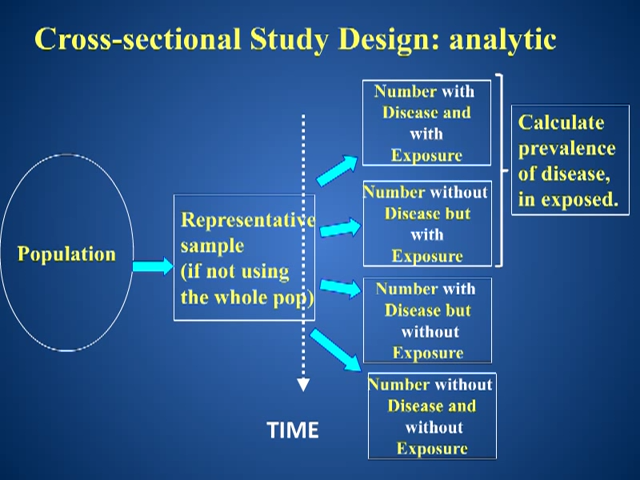 Cross-sectional Study Design: analytic
Population
Representative
sample
(if not using
the whole pop)
TIME
Number with
Disease and
with
Exposure
Number without
Disease but
with
Exposure
Number with
Disease but
without
Exposure
Number without
Disease and
without
Exposure
Calculate
prevalence
of disease,
in exposed.